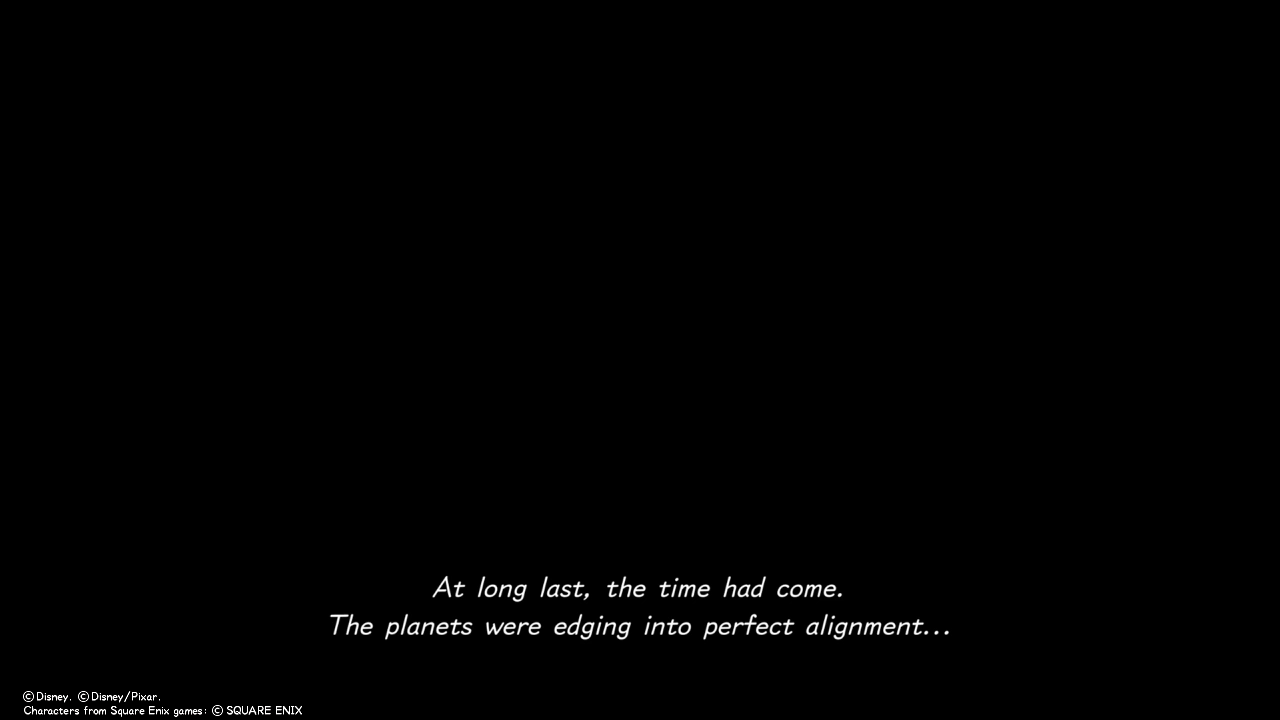 At long last, the time had come.
The planets were edging into perfect alignment...
©Disney. ©Disney/Pixar.
Characters from Square Enix games: © SQUARE ENIX